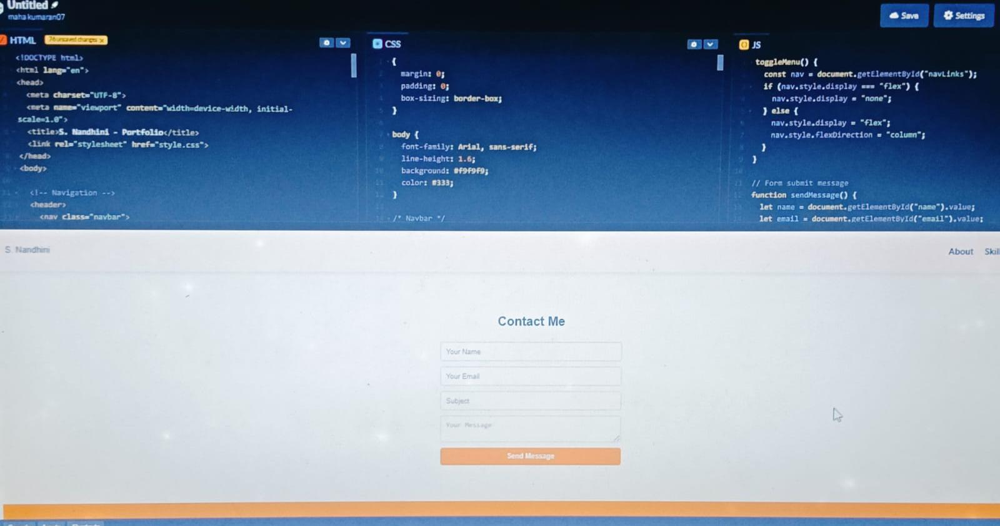 Untitled
maha kumaran07
Save
Settings
HTML
76 unsaved changes x
<!DOCTYPE html>
<html lang="en">
<head>
<meta charset="UTF-8">
<meta name="viewport" content="width=device-width, initial-
scale=1.0">
<title>S. Nandhini - Portfolio</title>
<link rel="stylesheet" href="style.css">
</head>
<body>
<!-- Navigation -->
<header>
<nav class="navbar">
CSS
{
margin: 0;
padding: 0;
box-sizing: border-box;
}
body {
font-family: Arial, sans-serif;
line-height: 1.6;
background: #f9f9f9;
color: #333;
}
/* Navbar */
JS
toggleMenu() {
const nav = document.getElementById("navLinks");
if (nav.style.display === "flex") {
nav.style.display = "none";
} else {
nav.style.display = "flex";
nav.style.flexDirection = "column";
}
}
// Form submit message
function sendMessage() {
let name = document.getElementById("name").value;
let email = document.getElementById("email").value;
S. Nandhini
About Skil
Contact Me
Your Name
Your Email
Subject
Your Message
Send Message